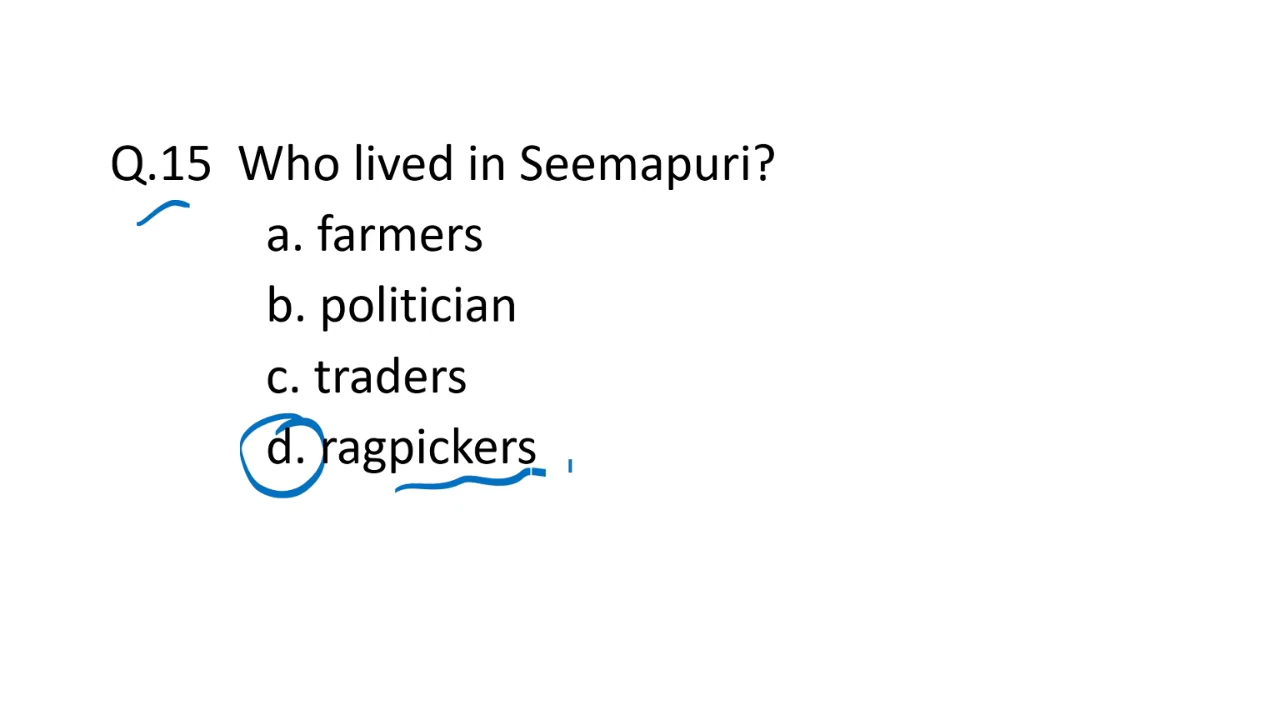 Q.15 Who lived in Seemapuri?
a. farmers
b. politician
c. traders
d. ragpickers